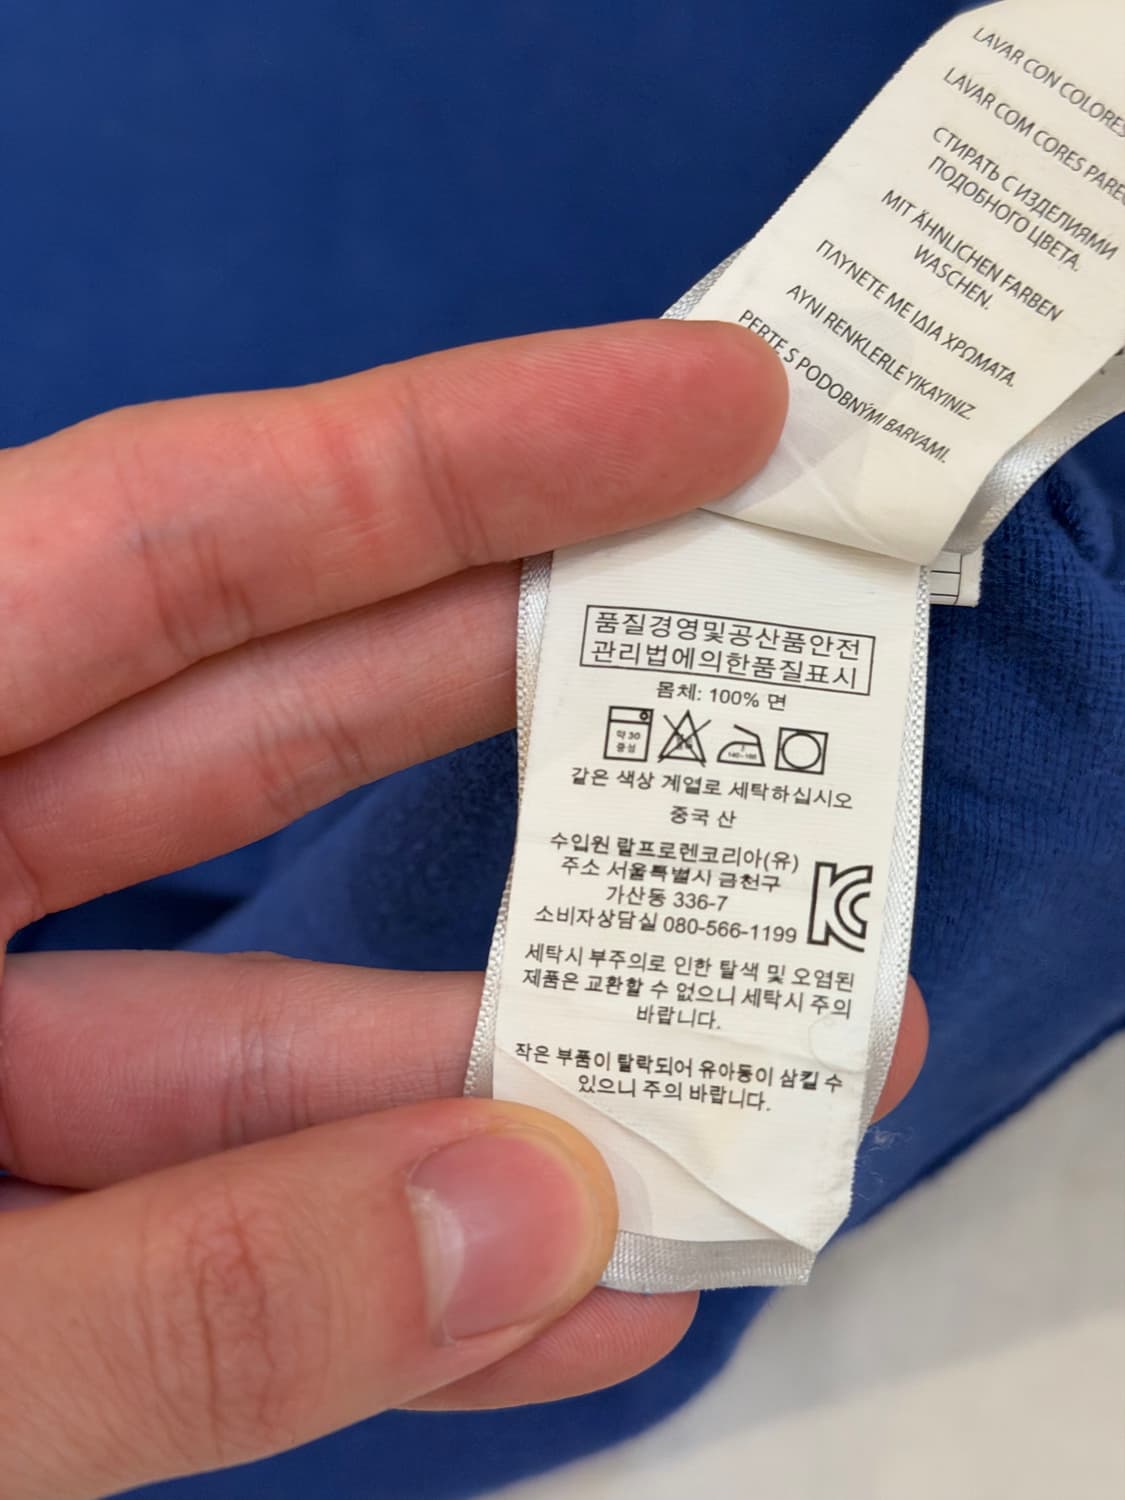 LAVAR CON COLORES
LAVAR COM CORES
СТИРАТЬ С ИЗДЕЛИЯМИ
ПОДОБНОГО ЦВЕТА.
MIT ÄHNLICHEN FARBEN
WASCHEN.
ΠΛΥΝΕΤΕ ΜΕ ΙΔΙΑ ΧΡΩΜΑΤΑ.
AYNI RENKLERLE YIKAYINIZ
PERTE S PODOBNÝMI BARVAMI.
품질경영및공산품안전
관리법에의한품질표시
몸체: 100% 면
약 30
중성
140~160
같은 색상 계열로 세탁하십시오
중국 산
수입원 랄프로렌코리아(유)
주소 서울특별시 금천구
가산동 336-7
소비자상담실 080-566-1199
세탁시 부주의로 인한 탈색 및 오염된
제품은 교환할 수 없으니 세탁시 주의
바랍니다.
작은 부품이 탈락되어 유아동이 삼킬 수
있으니 주의 바랍니다.